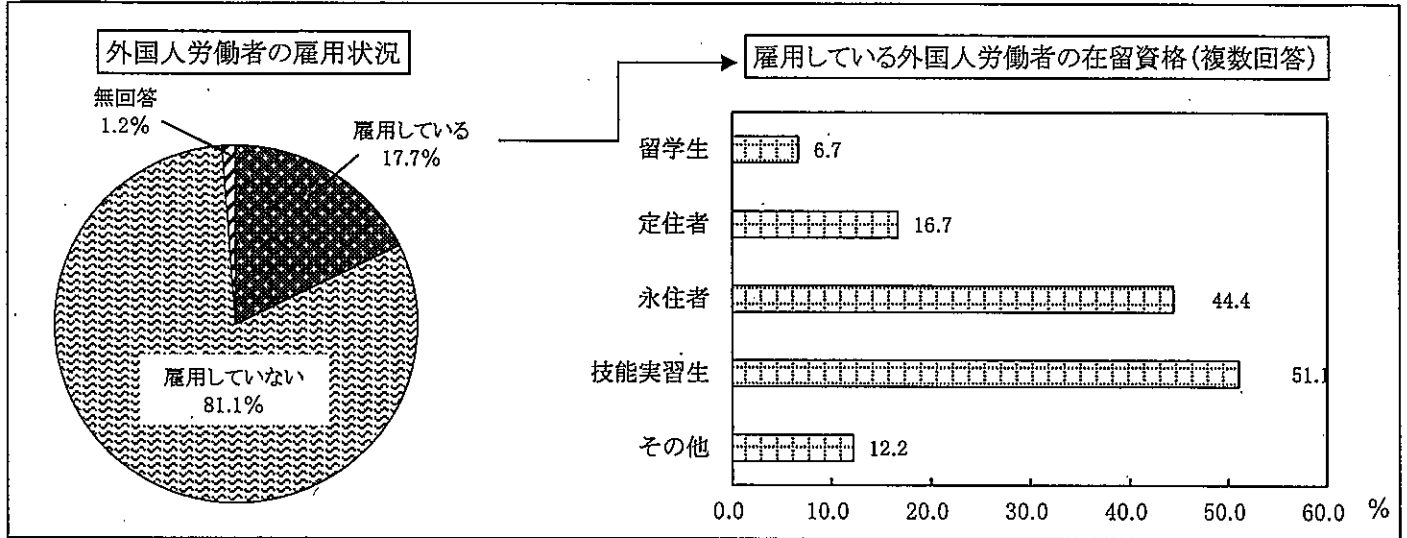 外国人労働者の雇用状況
無回答
1.2%
雇用している
17.7%
雇用していない
81.1%
雇用している外国人労働者の在留資格(複数回答)
留学生
6.7
定住者
16.7
永住者
44.4
技能実習生
51.1
その他
12.2
0.0 10.0 20.0 30.0 40.0 50.0 60.0 %